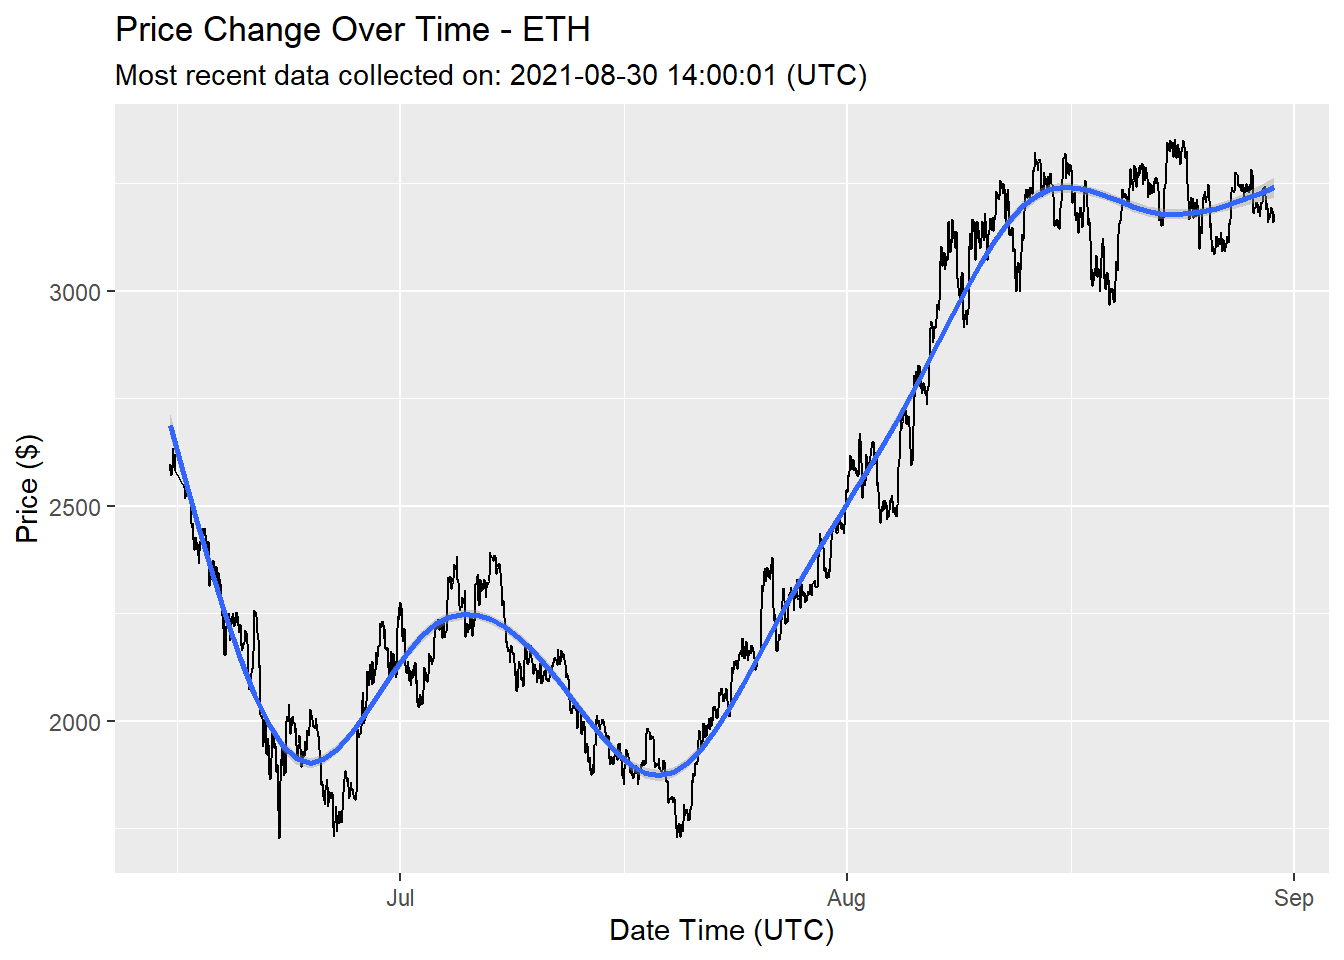 Price Change Over Time - ETH
Most recent data collected on: 2021-08-30 14:00:01 (UTC)
3000
2500
2000
Price ($)
Jul
Aug
Sep
Date Time (UTC)